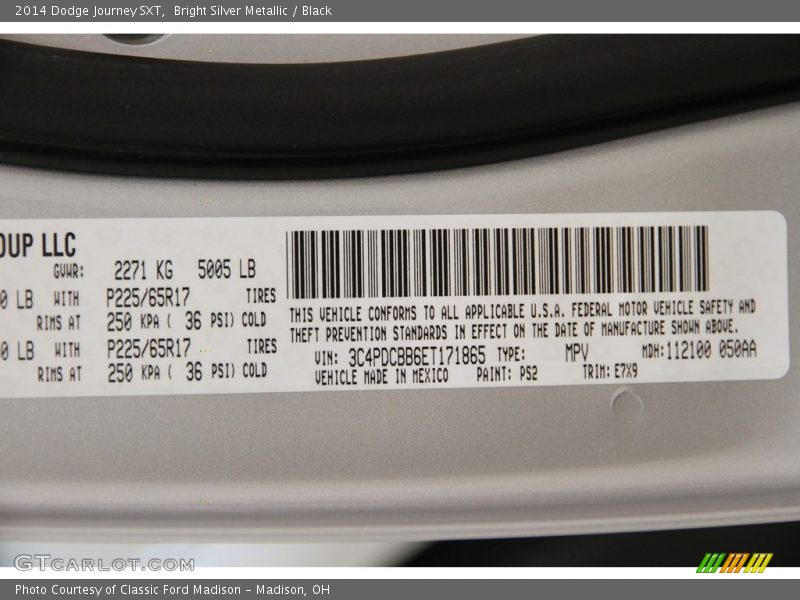 2014 Dodge Journey SXT, Bright Silver Metallic / Black
OUP LLC
GVWR: 2271 KG 5005 LB
0 LB WITH P225/65R17 TIRES
RIMS AT 250 KPA ( 36 PSI) COLD
0 LB WITH P225/65R17 TIRES
RIMS AT 250 KPA ( 36 PSI) COLD
THIS VEHICLE CONFORMS TO ALL APPLICABLE U.S.A. FEDERAL MOTOR VEHICLE SAFETY AND
THEFT PREVENTION STANDARDS IN EFFECT ON THE DATE OF MANUFACTURE SHOWN ABOVE.
VIN: 3C4PDCBB6ET171865 TYPE: MPV MDH:112100 050AA
VEHICLE MADE IN MEXICO PAINT: PS2 TRIM: E7X9
GTCARLOT.COM
Photo Courtesy of Classic Ford Madison - Madison, OH